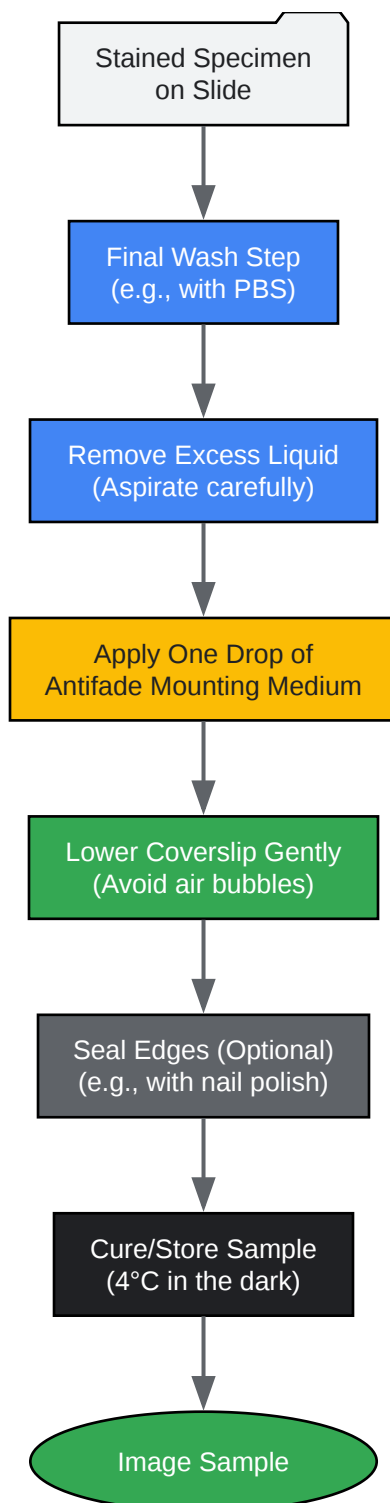 Stained Specimen
on Slide
Final Wash Step
(e.g., with PBS)
Remove Excess Liquid
(Aspirate carefully)
Apply One Drop of
Antifade Mounting Medium
Lower Coverslip Gently
(Avoid air bubbles)
Seal Edges (Optional)
(e.g., with nail polish)
Cure/Store Sample
(4°C in the dark)
Image Sample